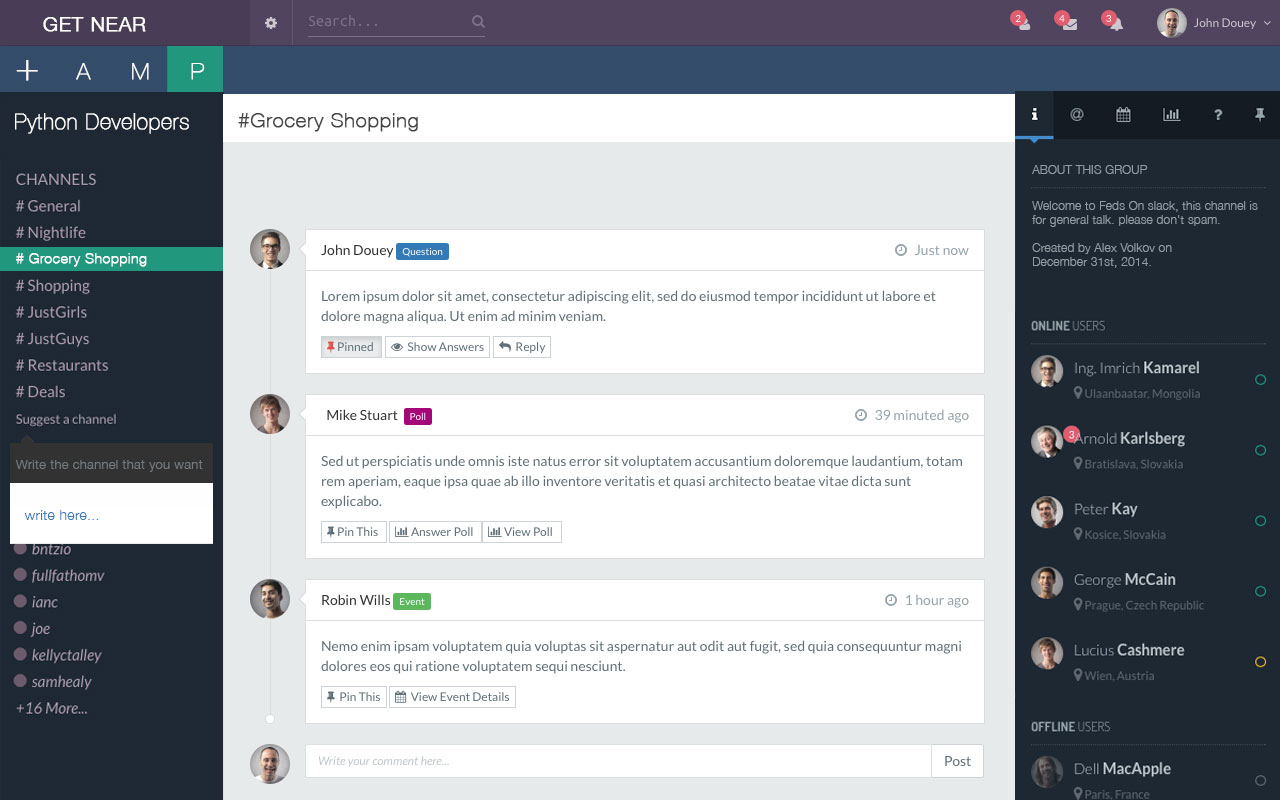 GET NEAR
Search...
2
4
3
John Douey
A
M
P
Python Developers
CHANNELS
# General
# Nightlife
# Grocery Shopping
# Shopping
# JustGirls
# JustGuys
# Restaurants
# Deals
Suggest a channel
Write the channel that you want
write here...
bntzio
fullfathomv
ianc
joe
kellyctalley
samhealy
+16 More...
#Grocery Shopping
John Douey Question
Just now
Lorem ipsum dolor sit amet, consectetur adipiscing elit, sed do eiusmod tempor incididunt ut labore et
dolore magna aliqua. Ut enim ad minim veniam.
Pinned Show Answers Reply
Mike Stuart Poll
39 minuted ago
Sed ut perspiciatis unde omnis iste natus error sit voluptatem accusantium doloremque laudantium, totam
rem aperiam, eaque ipsa quae ab illo inventore veritatis et quasi architecto beatae vitae dicta sunt
explicabo.
Pin This Answer Poll View Poll
Robin Wills Event
1 hour ago
Nemo enim ipsam voluptatem quia voluptas sit aspernatur aut odit aut fugit, sed quia consequuntur magni
dolores eos qui ratione voluptatem sequi nesciunt.
Pin This View Event Details
Write your comment here...
Post
i @ ?
ABOUT THIS GROUP
Welcome to Feds On slack, this channel is
for general talk. please don't spam.
Created by Alex Volkov on
December 31st, 2014.
ONLINE USERS
Ing. Imrich Kamarel
Ulaanbaatar, Mongolia
3
Arnold Karlsberg
Bratislava, Slovakia
Peter Kay
Kosice, Slovakia
George McCain
Prague, Czech Republic
Lucius Cashmere
Wien, Austria
OFFLINE USERS
Dell MacApple
Paris, France